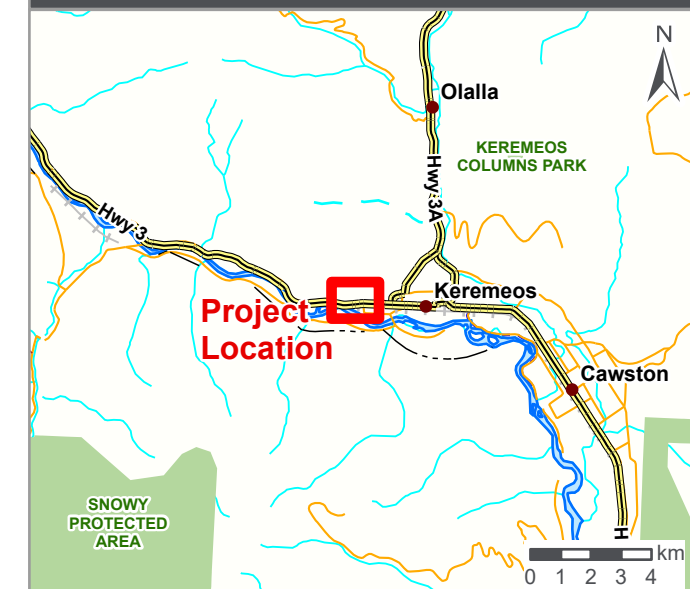 N
Olalla
KEREMEOS
COLUMNS PARK
Hwy 3A
Hwy 3
Keremeos
Project
Location
Cawston
SNOWY
PROTECTED
AREA
H
km
0 1 2 3 4